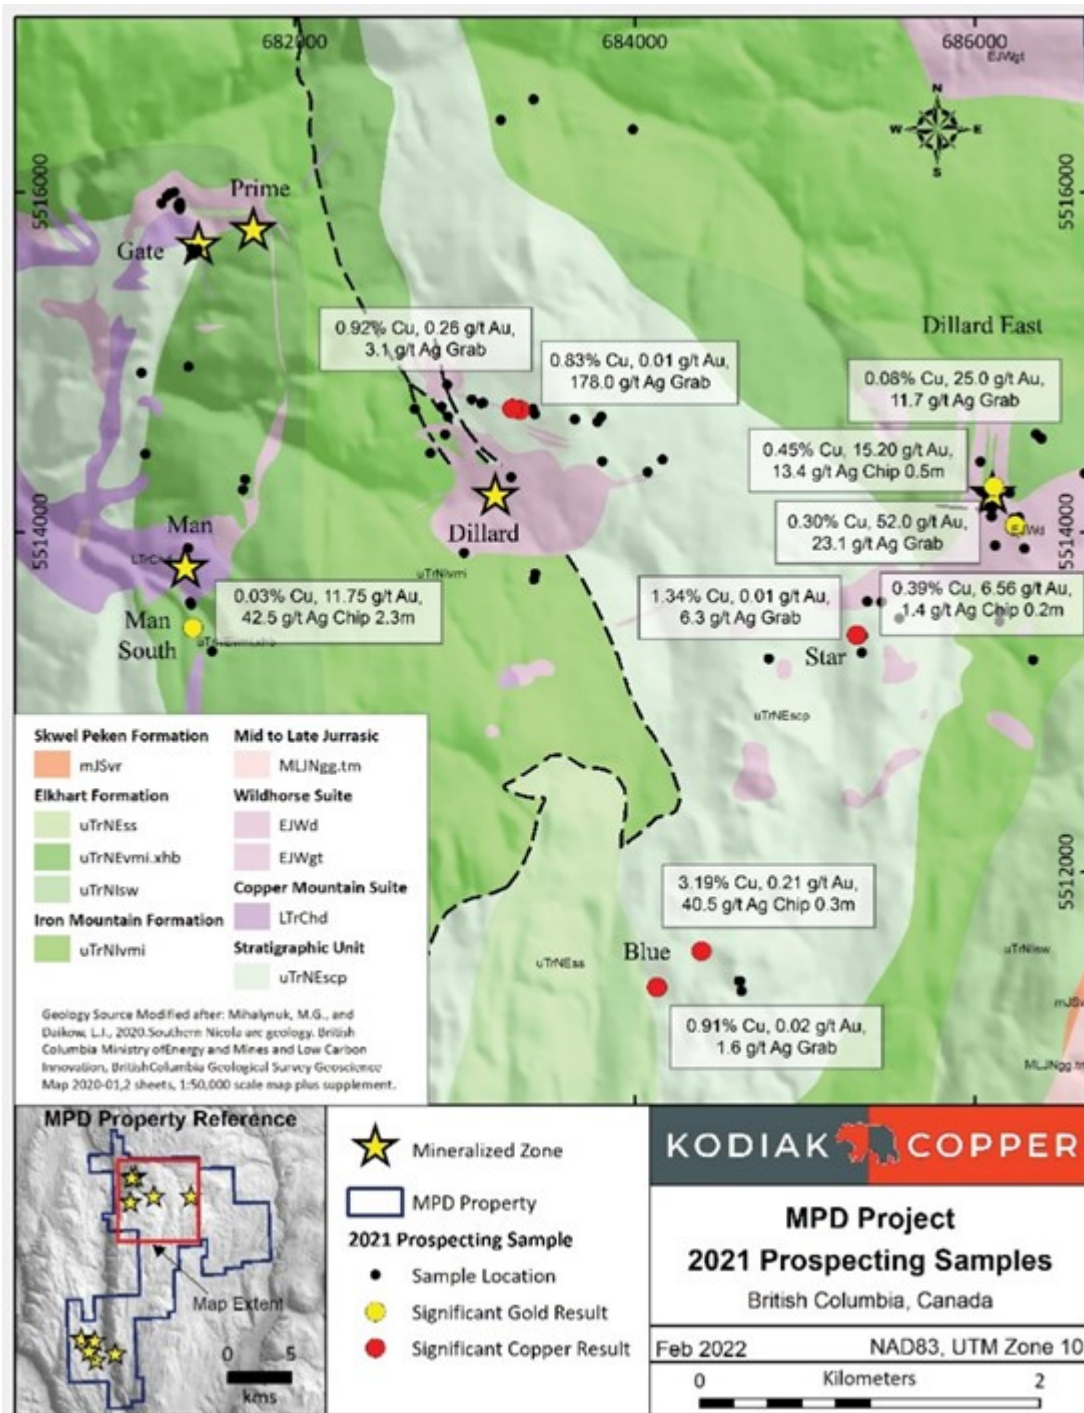 682000
684000
686000
EJWgt
N
W
E
S
5516000
5516000
Prime
Gate
0.92% Cu, 0.26 g/t Au,
3.1 g/t Ag Grab
0.83% Cu, 0.01 g/t Au,
178.0 g/t Ag Grab
Dillard East
0.08% Cu, 25.0 g/t Au,
11.7 g/t Ag Grab
0.45% Cu, 15.20 g/t Au,
13.4 g/t Ag Chip 0.5m
0.30% Cu, 52.0 g/t Au,
23.1 g/t Ag Grab
5514000
5514000
Man
Dillard
EJWd
LTrChd
uTrNIvmi
0.03% Cu, 11.75 g/t Au,
42.5 g/t Ag Chip 2.3m
1.34% Cu, 0.01 g/t Au,
6.3 g/t Ag Grab
0.39% Cu, 6.56 g/t Au,
1.4 g/t Ag Chip 0.2m
Man
South
Star
uTrNEscp
Skwel Peken Formation
mJSvr
Elkhart Formation
uTrNEss
uTrNEvmi.xhb
uTrNIsw
Iron Mountain Formation
uTrNIvmi
Mid to Late Jurrasic
MLJNgg.tm
Wildhorse Suite
EJWd
EJWgt
Copper Mountain Suite
LTrChd
Stratigraphic Unit
uTrNEscp
Geology Source Modified after: Mihalynuk, M.G., and
Daikow, L.J., 2020.Southern Nicola arc geology. British
Columbia Ministry ofEnergy and Mines and Low Carbon
Innovation, BritishColumbia Geological Survey Geoscience
Map 2020-01,2 sheets, 1:50,000 scale map plus supplement.
5512000
3.19% Cu, 0.21 g/t Au,
40.5 g/t Ag Chip 0.3m
Blue
uTrNEss
uTrNIsw
0.91% Cu, 0.02 g/t Au,
1.6 g/t Ag Grab
MLJNgg.tm
MPD Property Reference
Map Extent
0 5
kms
Mineralized Zone
MPD Property
2021 Prospecting Sample
Sample Location
Significant Gold Result
Significant Copper Result
KODIAK COPPER
MPD Project
2021 Prospecting Samples
British Columbia, Canada
Feb 2022
NAD83, UTM Zone 10
0 Kilometers 2